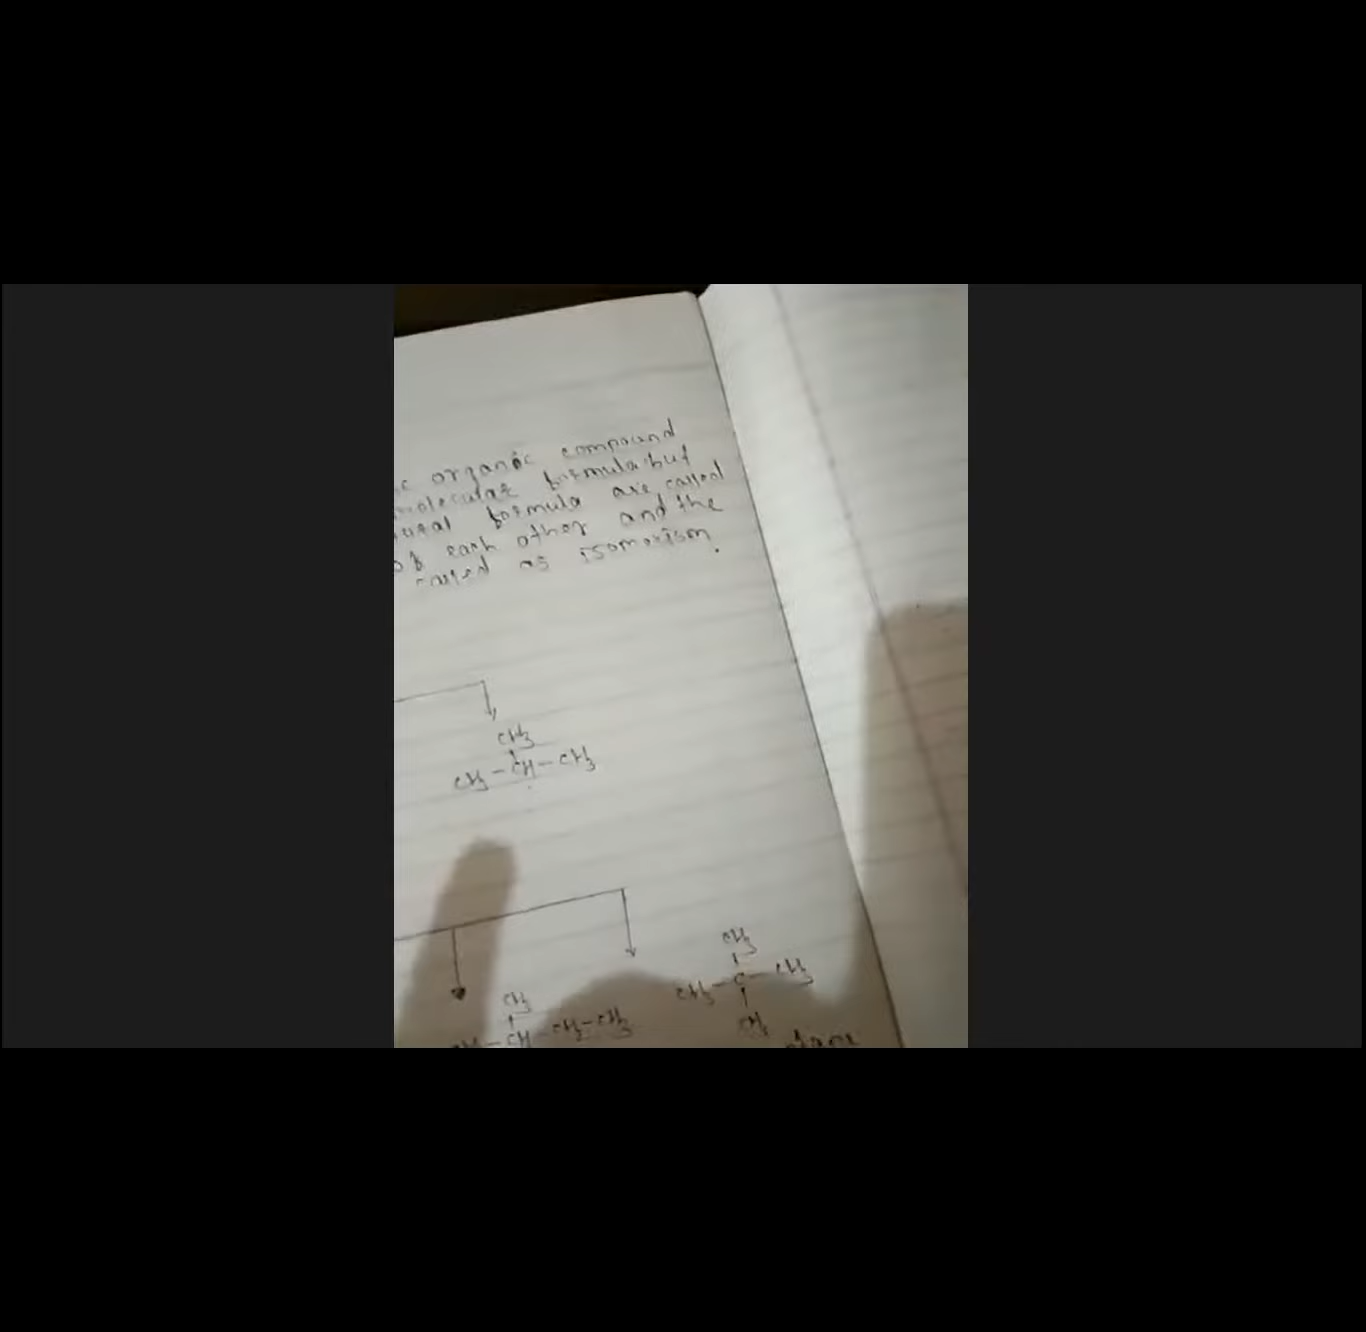 organic compound
molecular formula but
formula are called
of each other and the
called as isomerism.
CH3
CH3-CH-CH3
CH3
CH3
CH-CH2-CH3
CH3-C-CH3
CH3